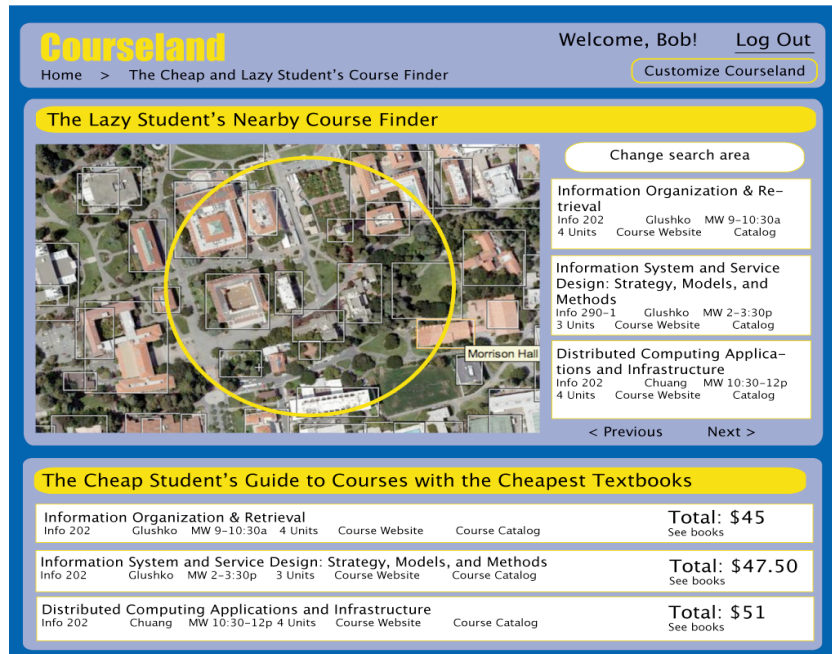 Courseland
Welcome, Bob! Log Out
Home > The Cheap and Lazy Student's Course Finder
Customize Courseland
The Lazy Student's Nearby Course Finder
Morrison Hall
Change search area
Information Organization & Re-
trieval
Info 202 Glushko MW 9-10:30a
4 Units Course Website Catalog
Information System and Service
Design: Strategy, Models, and
Methods
Info 290-1 Glushko MW 2-3:30p
3 Units Course Website Catalog
Distributed Computing Applica-
tions and Infrastructure
Info 202 Chuang MW 10:30-12p
4 Units Course Website Catalog
< Previous Next >
The Cheap Student's Guide to Courses with the Cheapest Textbooks
Information Organization & Retrieval
Info 202 Glushko MW 9-10:30a 4 Units Course Website Course Catalog
Total: $45
See books
Information System and Service Design: Strategy, Models, and Methods
Info 202 Glushko MW 2-3:30p 3 Units Course Website Course Catalog
Total: $47.50
See books
Distributed Computing Applications and Infrastructure
Info 202 Chuang MW 10:30-12p 4 Units Course Website Course Catalog
Total: $51
See books